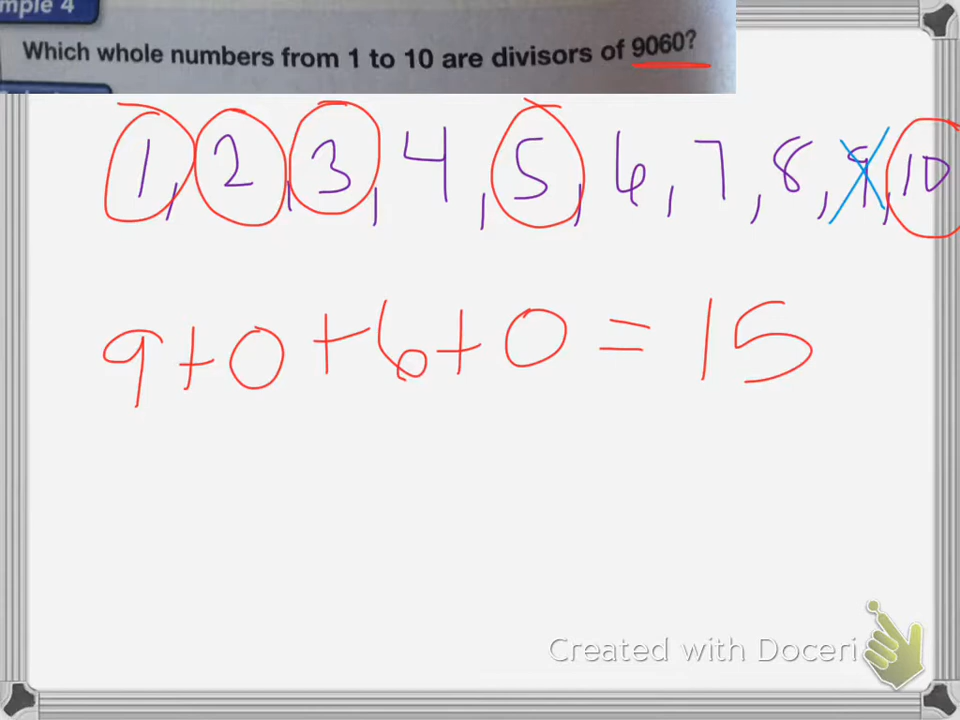 mple 4
Which whole numbers from 1 to 10 are divisors of 9060?
1, 2, 3, 4, 5, 6, 7, 8, 9, 10
9+0+6+0=15
Created with Doceri